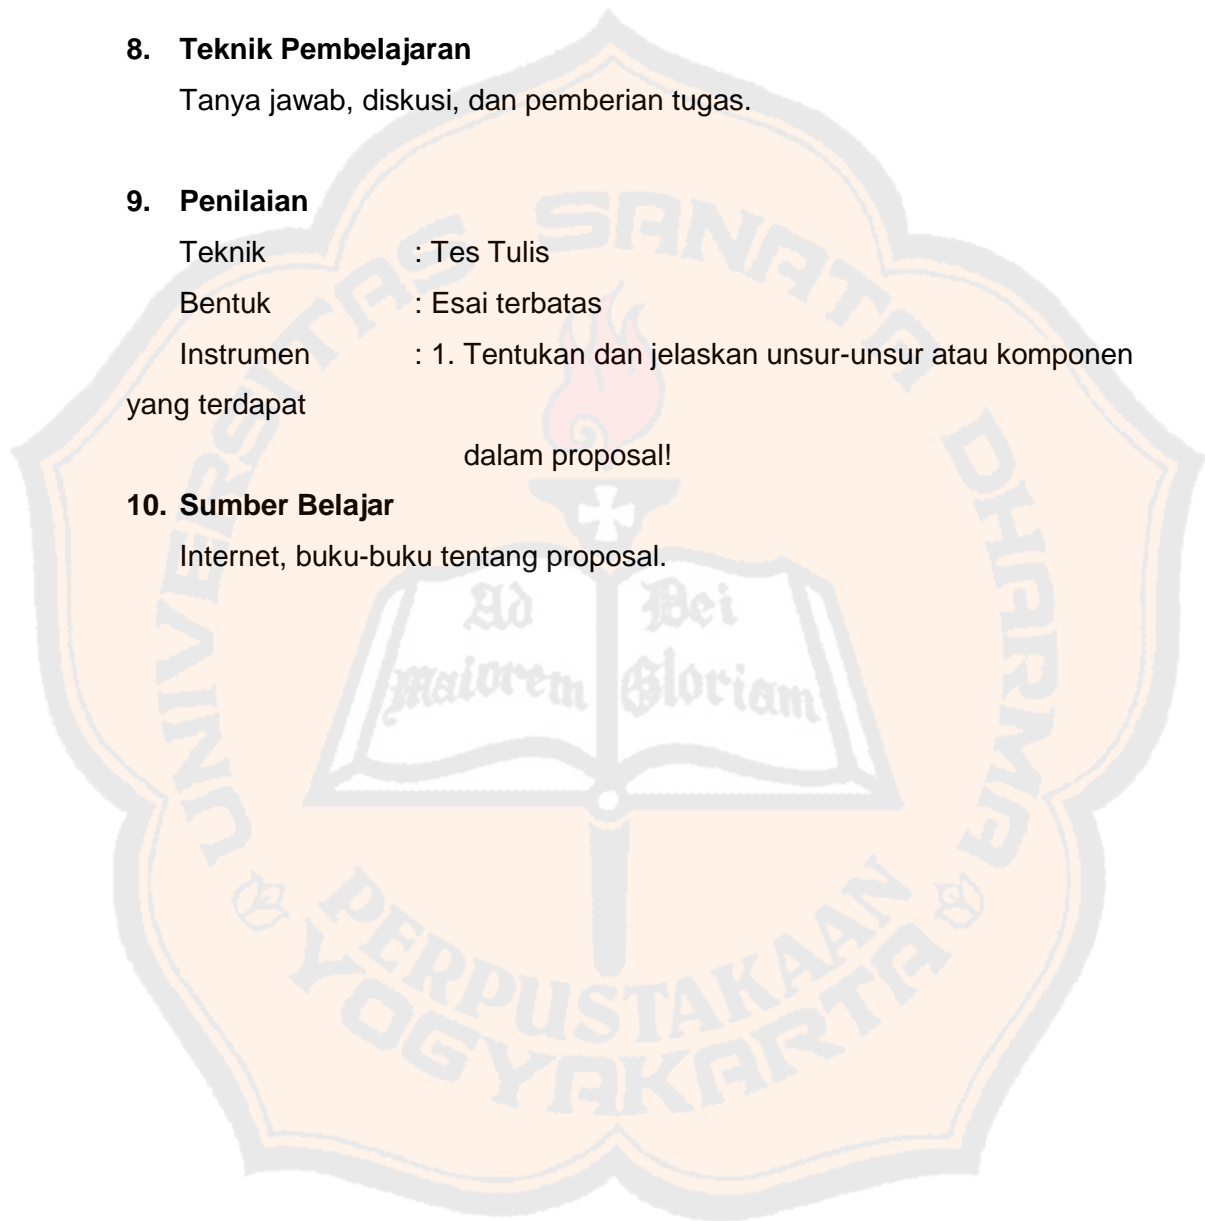 8. Teknik Pembelajaran
Tanya jawab, diskusi, dan pemberian tugas.
9. Penilaian
Teknik : Tes Tulis
Bentuk : Esai terbatas
Instrumen : 1. Tentukan dan jelaskan unsur-unsur atau komponen
yang terdapat
dalam proposal!
10. Sumber Belajar
Internet, buku-buku tentang proposal.
UNIVERSITAS SANATA DHARMA
Ad Dei
Maiorem Gloriam
PERPUSTAKAAN
YOGYAKARTA